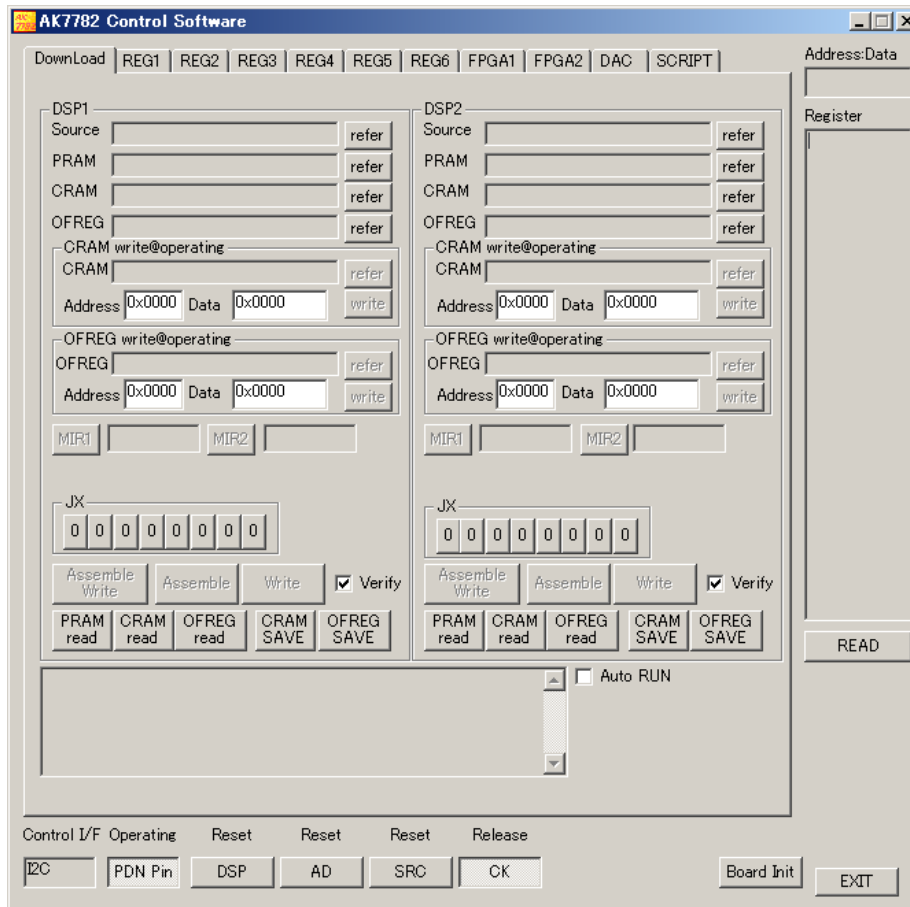 AK7782 Control Software
DownLoad REG1 REG2 REG3 REG4 REG5 REG6 FPGA1 FPGA2 DAC SCRIPT
Address:Data
Register
DSP1
Source refer
PRAM refer
CRAM refer
OFREG refer
CRAM write@operating
CRAM refer
Address 0x0000 Data 0x0000 write
OFREG write@operating
OFREG refer
Address 0x0000 Data 0x0000 write
MIR1 MIR2
JX
0 0 0 0 0 0 0 0
Assemble
Write
Assemble Write Verify
PRAM
read
CRAM
read
OFREG
read
CRAM
SAVE
OFREG
SAVE
DSP2
Source refer
PRAM refer
CRAM refer
OFREG refer
CRAM write@operating
CRAM refer
Address 0x0000 Data 0x0000 write
OFREG write@operating
OFREG refer
Address 0x0000 Data 0x0000 write
MIR1 MIR2
JX
0 0 0 0 0 0 0 0
Assemble
Write
Assemble Write Verify
PRAM
read
CRAM
read
OFREG
read
CRAM
SAVE
OFREG
SAVE
READ
Auto RUN
Control I/F Operating Reset Reset Reset Release
I2C PDN Pin DSP AD SRC CK Board Init EXIT